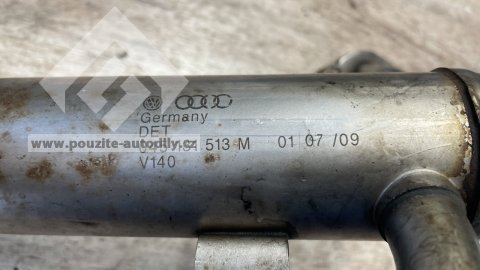 Germany
DET
513 M 01 07 /09
www.pouzite-autodily.cz
V140